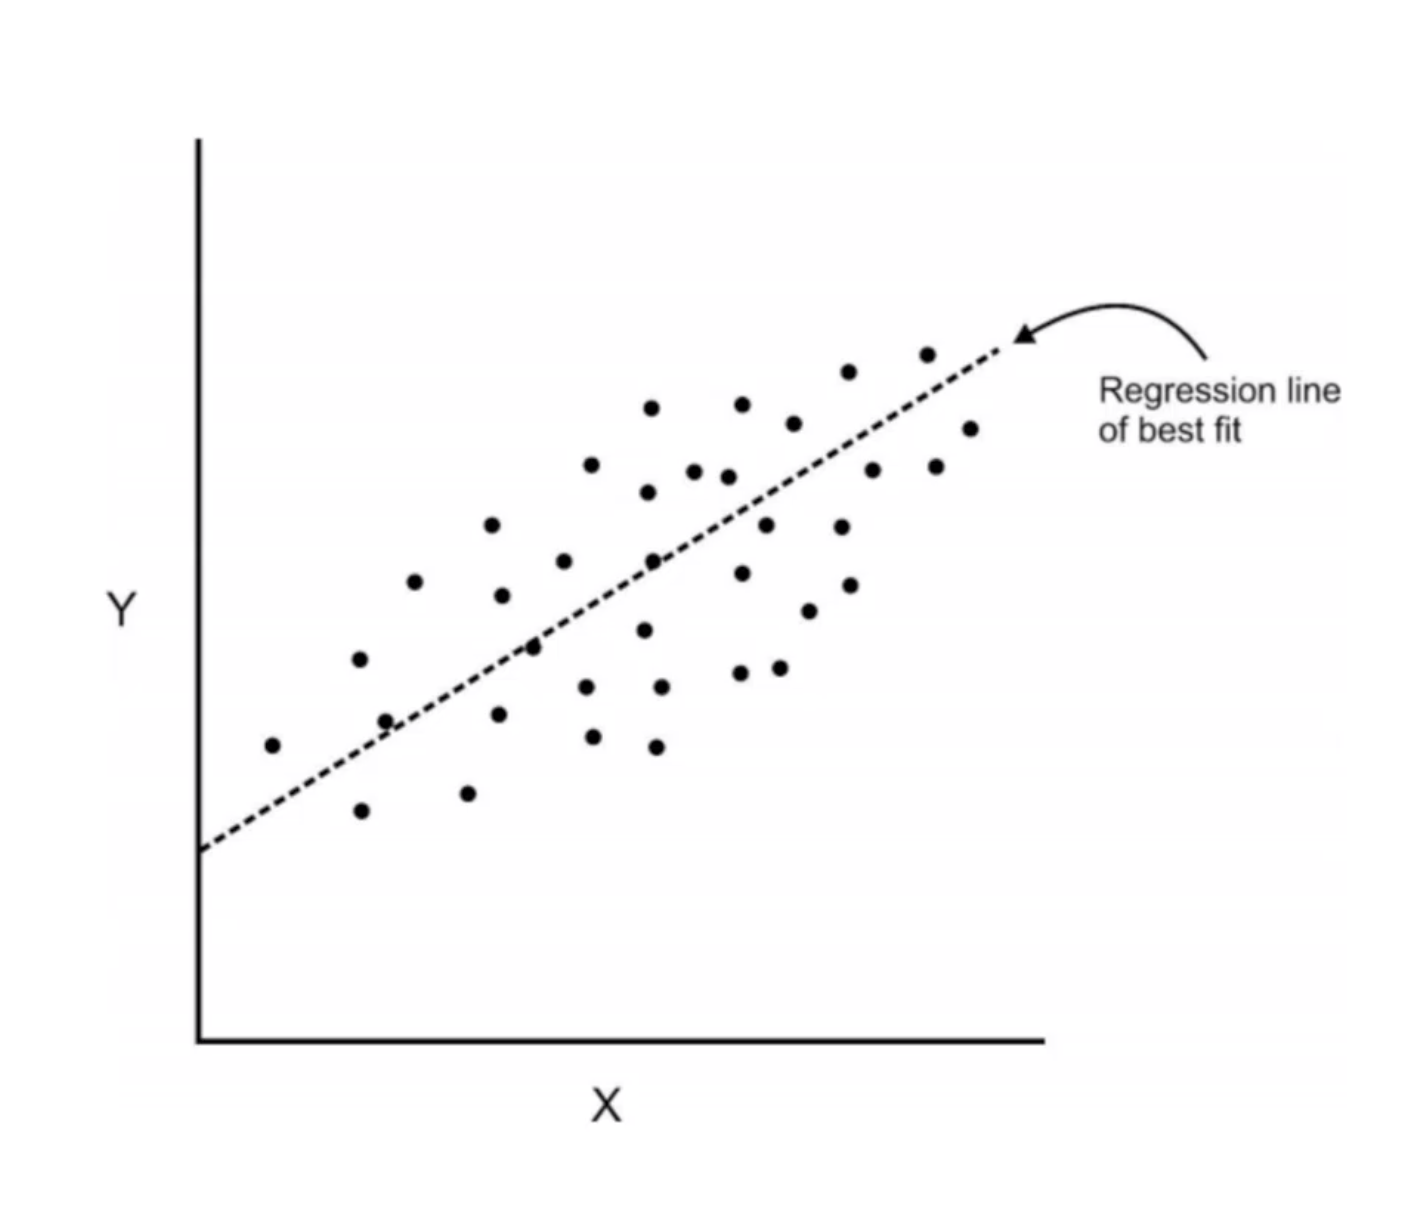 Regression line
of best fit
Y
X